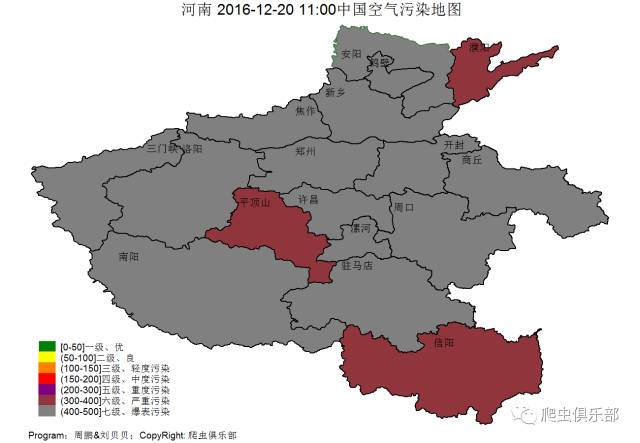 河南 2016-12-20 11:00中国空气污染地图
濮阳
安阳
鹤壁
新乡
焦作
三门峡 洛阳
郑州
开封
商丘
平顶山
许昌
周口
漯河
南阳
驻马店
信阳
[0-50]一级、优
(50-100]二级、良
(100-150]三级、轻度污染
(150-200]四级、中度污染
(200-300]五级、重度污染
(300-400]六级、严重污染
(400-500]七级、爆表污染
爬虫俱乐部
Program：周鹏&刘贝贝；CopyRight: 爬虫俱乐部